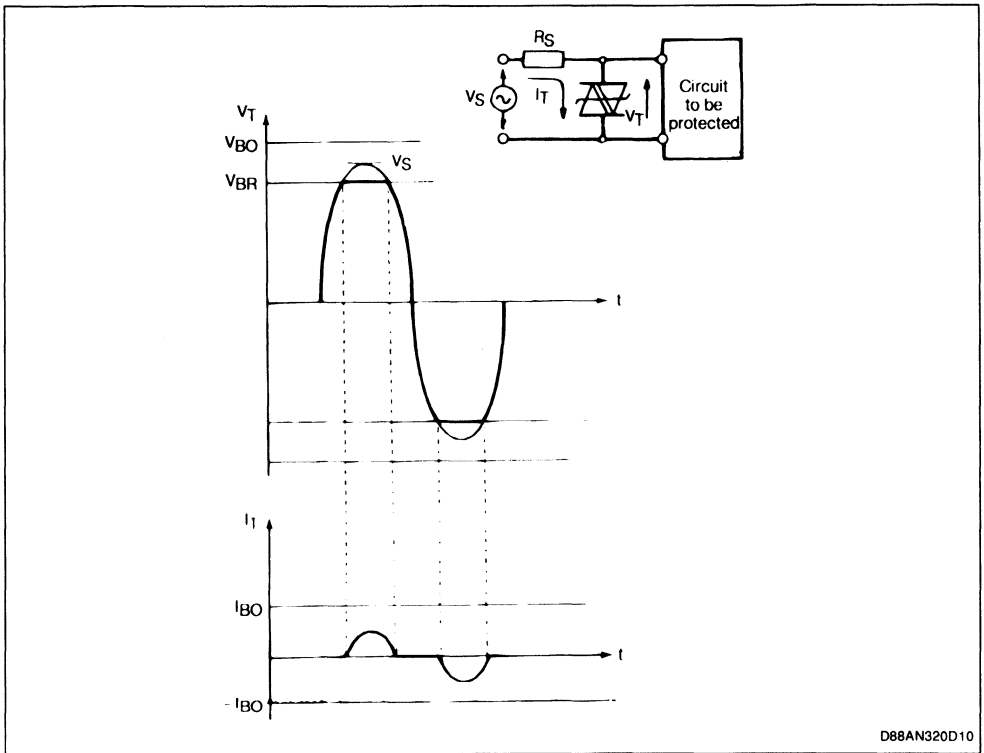 RS
VS
IT
VT
Circuit
to be
protected
VT
VBO
VS
VBR
t
IT
IBO
t
- IBO
D88AN320D10